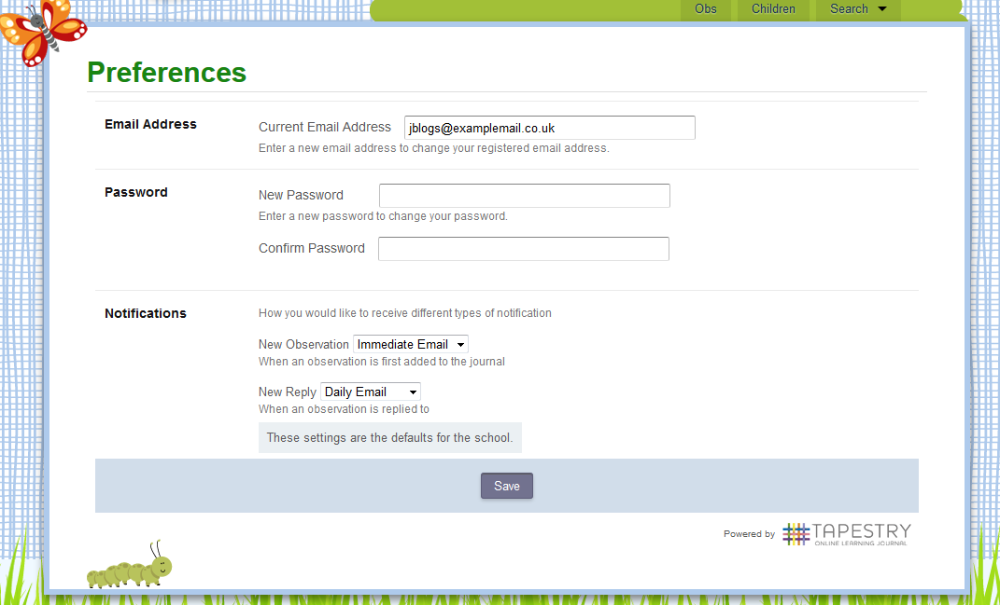 Obs Children Search
Preferences
Email Address Current Email Address jblogs@examplemail.co.uk
Enter a new email address to change your registered email address.
Password New Password
Enter a new password to change your password.
Confirm Password
Notifications How you would like to receive different types of notification
New Observation Immediate Email
When an observation is first added to the journal
New Reply Daily Email
When an observation is replied to
These settings are the defaults for the school.
Save
Powered by TAPESTRY
ONLINE LEARNING JOURNAL